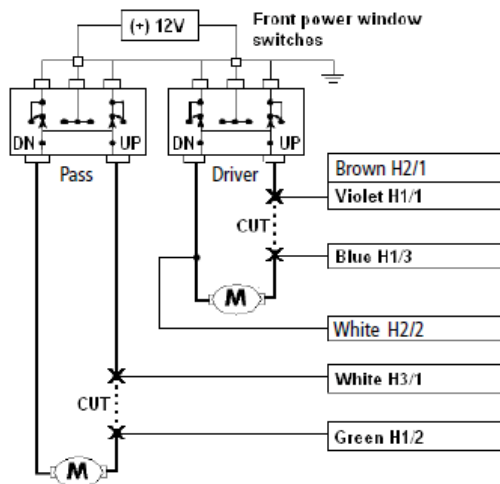 (+) 12V
Front power window
switches
DN
UP
DN
UP
Pass
Driver
Brown H2/1
Violet H1/1
CUT
Blue H1/3
M
White H2/2
White H3/1
CUT
Green H1/2
M